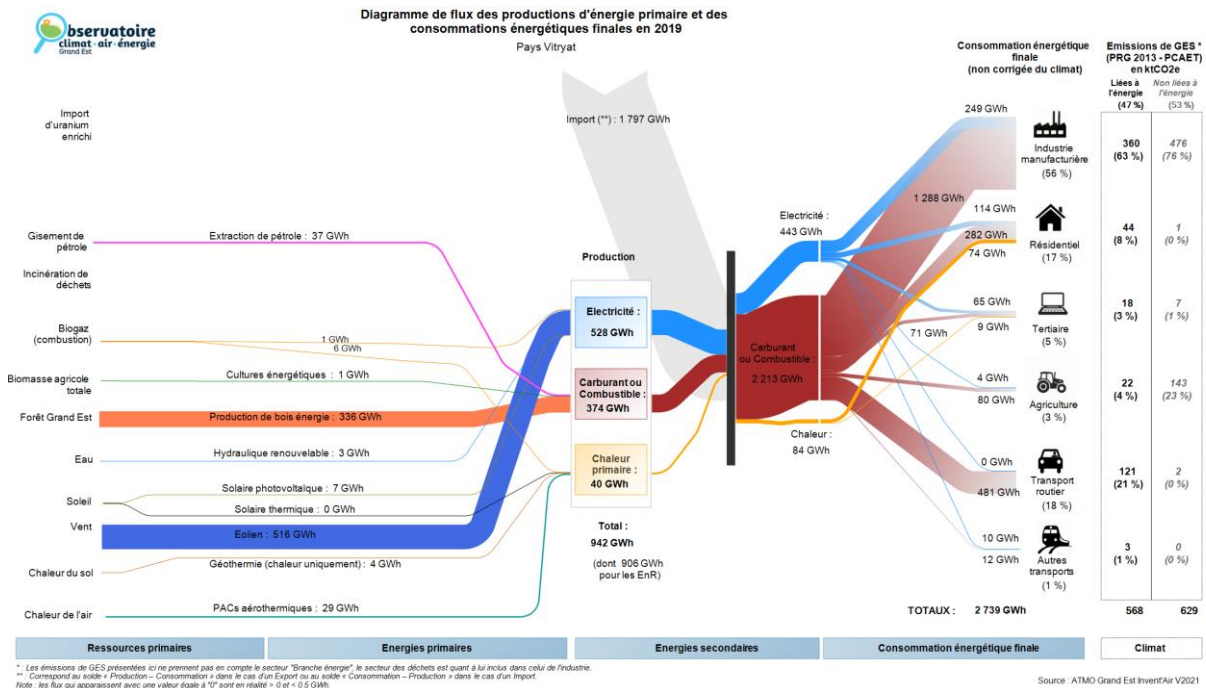 Observatoire
climat - air - énergie
Grand Est
Diagramme de flux des productions d'énergie primaire et des
consommations énergétiques finales en 2019
Pays Vitryat
Consommation énergétique
finale
(non corrigée du climat)
Emissions de GES *
(PRG 2013 - PCAET)
en ktCO2e
Liées à
l'énergie
(47 %)
Non liées à
l'énergie
(53 %)
Import
d'uranium
enrichi
Import (**) : 1 797 GWh
249 GWh
Industrie
manufacturière
(56 %)
360
(63 %)
476
(76 %)
1 288 GWh
Gisement de
pétrole
Extraction de pétrole : 37 GWh
Electricité :
443 GWh
114 GWh
282 GWh
74 GWh
Résidentiel
(17 %)
44
(8 %)
1
(0 %)
Incinération de
déchets
Production
Electricité :
528 GWh
65 GWh
9 GWh
71 GWh
Tertiaire
(5 %)
18
(3 %)
7
(1 %)
Biogaz
(combustion)
1 GWh
6 GWh
Carburant
ou Combustible :
2 213 GWh
Biomasse agricole
totale
Cultures énergétiques : 1 GWh
Carburant ou
Combustible :
374 GWh
4 GWh
80 GWh
Agriculture
(3 %)
22
(4 %)
143
(23 %)
Forêt Grand Est
Production de bois énergie : 336 GWh
Chaleur :
84 GWh
Eau
Hydraulique renouvelable : 3 GWh
Chaleur
primaire :
40 GWh
0 GWh
481 GWh
Transport
routier
(18 %)
121
(21 %)
2
(0 %)
Soleil
Solaire photovoltaïque : 7 GWh
Solaire thermique : 0 GWh
Vent
Eolien : 516 GWh
Total :
942 GWh
(dont 906 GWh
pour les EnR)
10 GWh
12 GWh
Autres
transports
(1 %)
3
(1 %)
0
(0 %)
Chaleur du sol
Géothermie (chaleur uniquement) : 4 GWh
Chaleur de l'air
PACs aérothermiques : 29 GWh
TOTAUX : 2 739 GWh
568
629
Ressources primaires
Energies primaires
Energies secondaires
Consommation énergétique finale
Climat
* : Les émissions de GES présentées ici ne prennent pas en compte le secteur "Branche énergie", le secteur des déchets est quant à lui inclus dans celui de l'industrie.
** : Correspond au solde « Production – Consommation » dans le cas d'un Export ou au solde « Consommation – Production » dans le cas d'un Import
Note : les flux qui apparaissent avec une valeur égale à "0" sont en réalité > 0 et < 0.5 GWh.
Source : ATMO Grand Est Invent'Air V2021